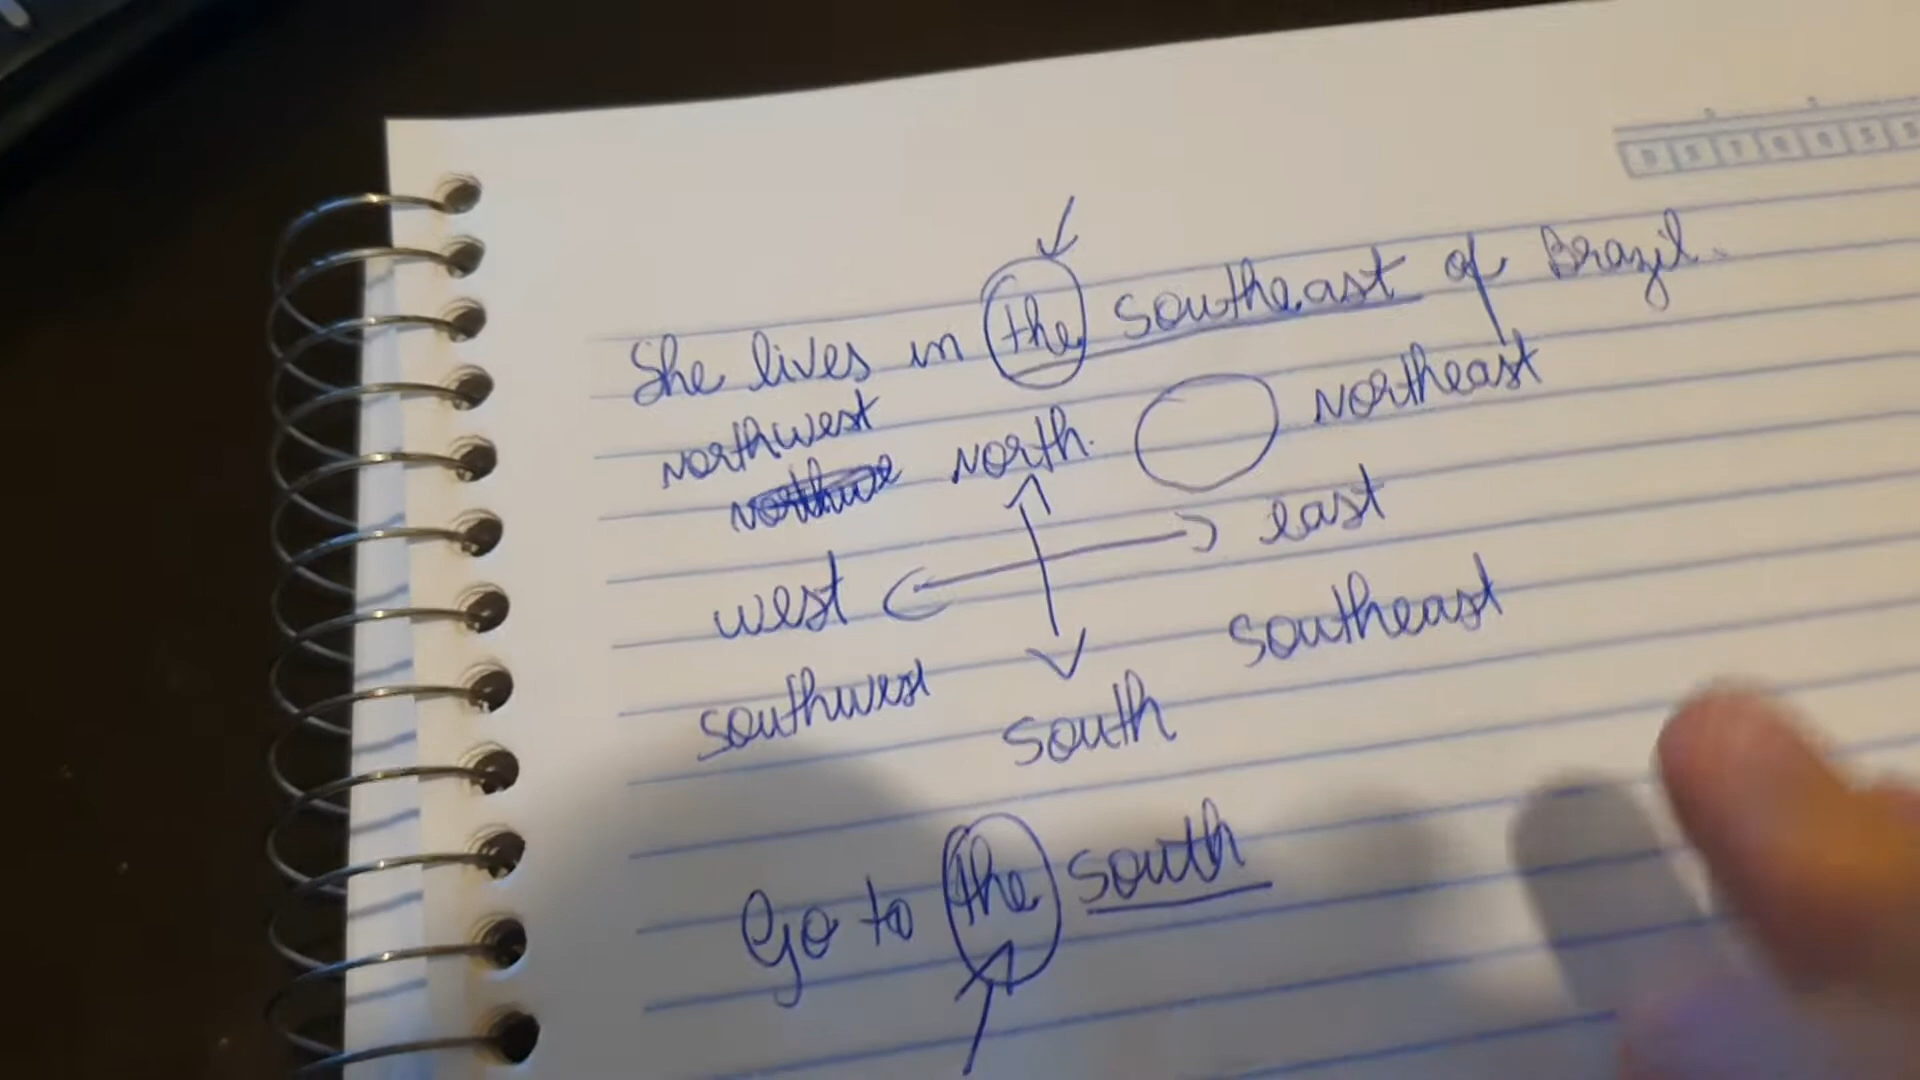 She lives in the southeast of Brazil.
northwest
north. northeast
west east
southwest south southeast
Go to the south